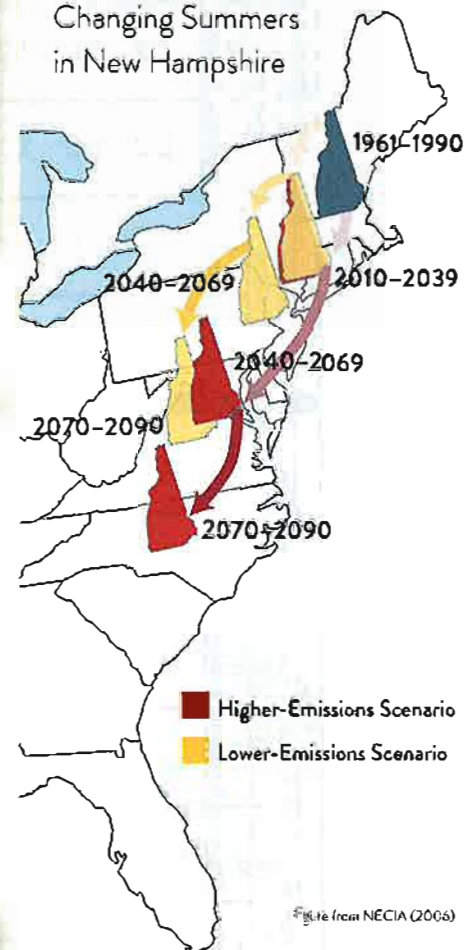 Changing Summers
in New Hampshire
1961–1990
2040–2069
2010–2039
2040–2069
2070–2090
2070–2090
Higher-Emissions Scenario
Lower-Emissions Scenario
Figure from NECIA (2006)